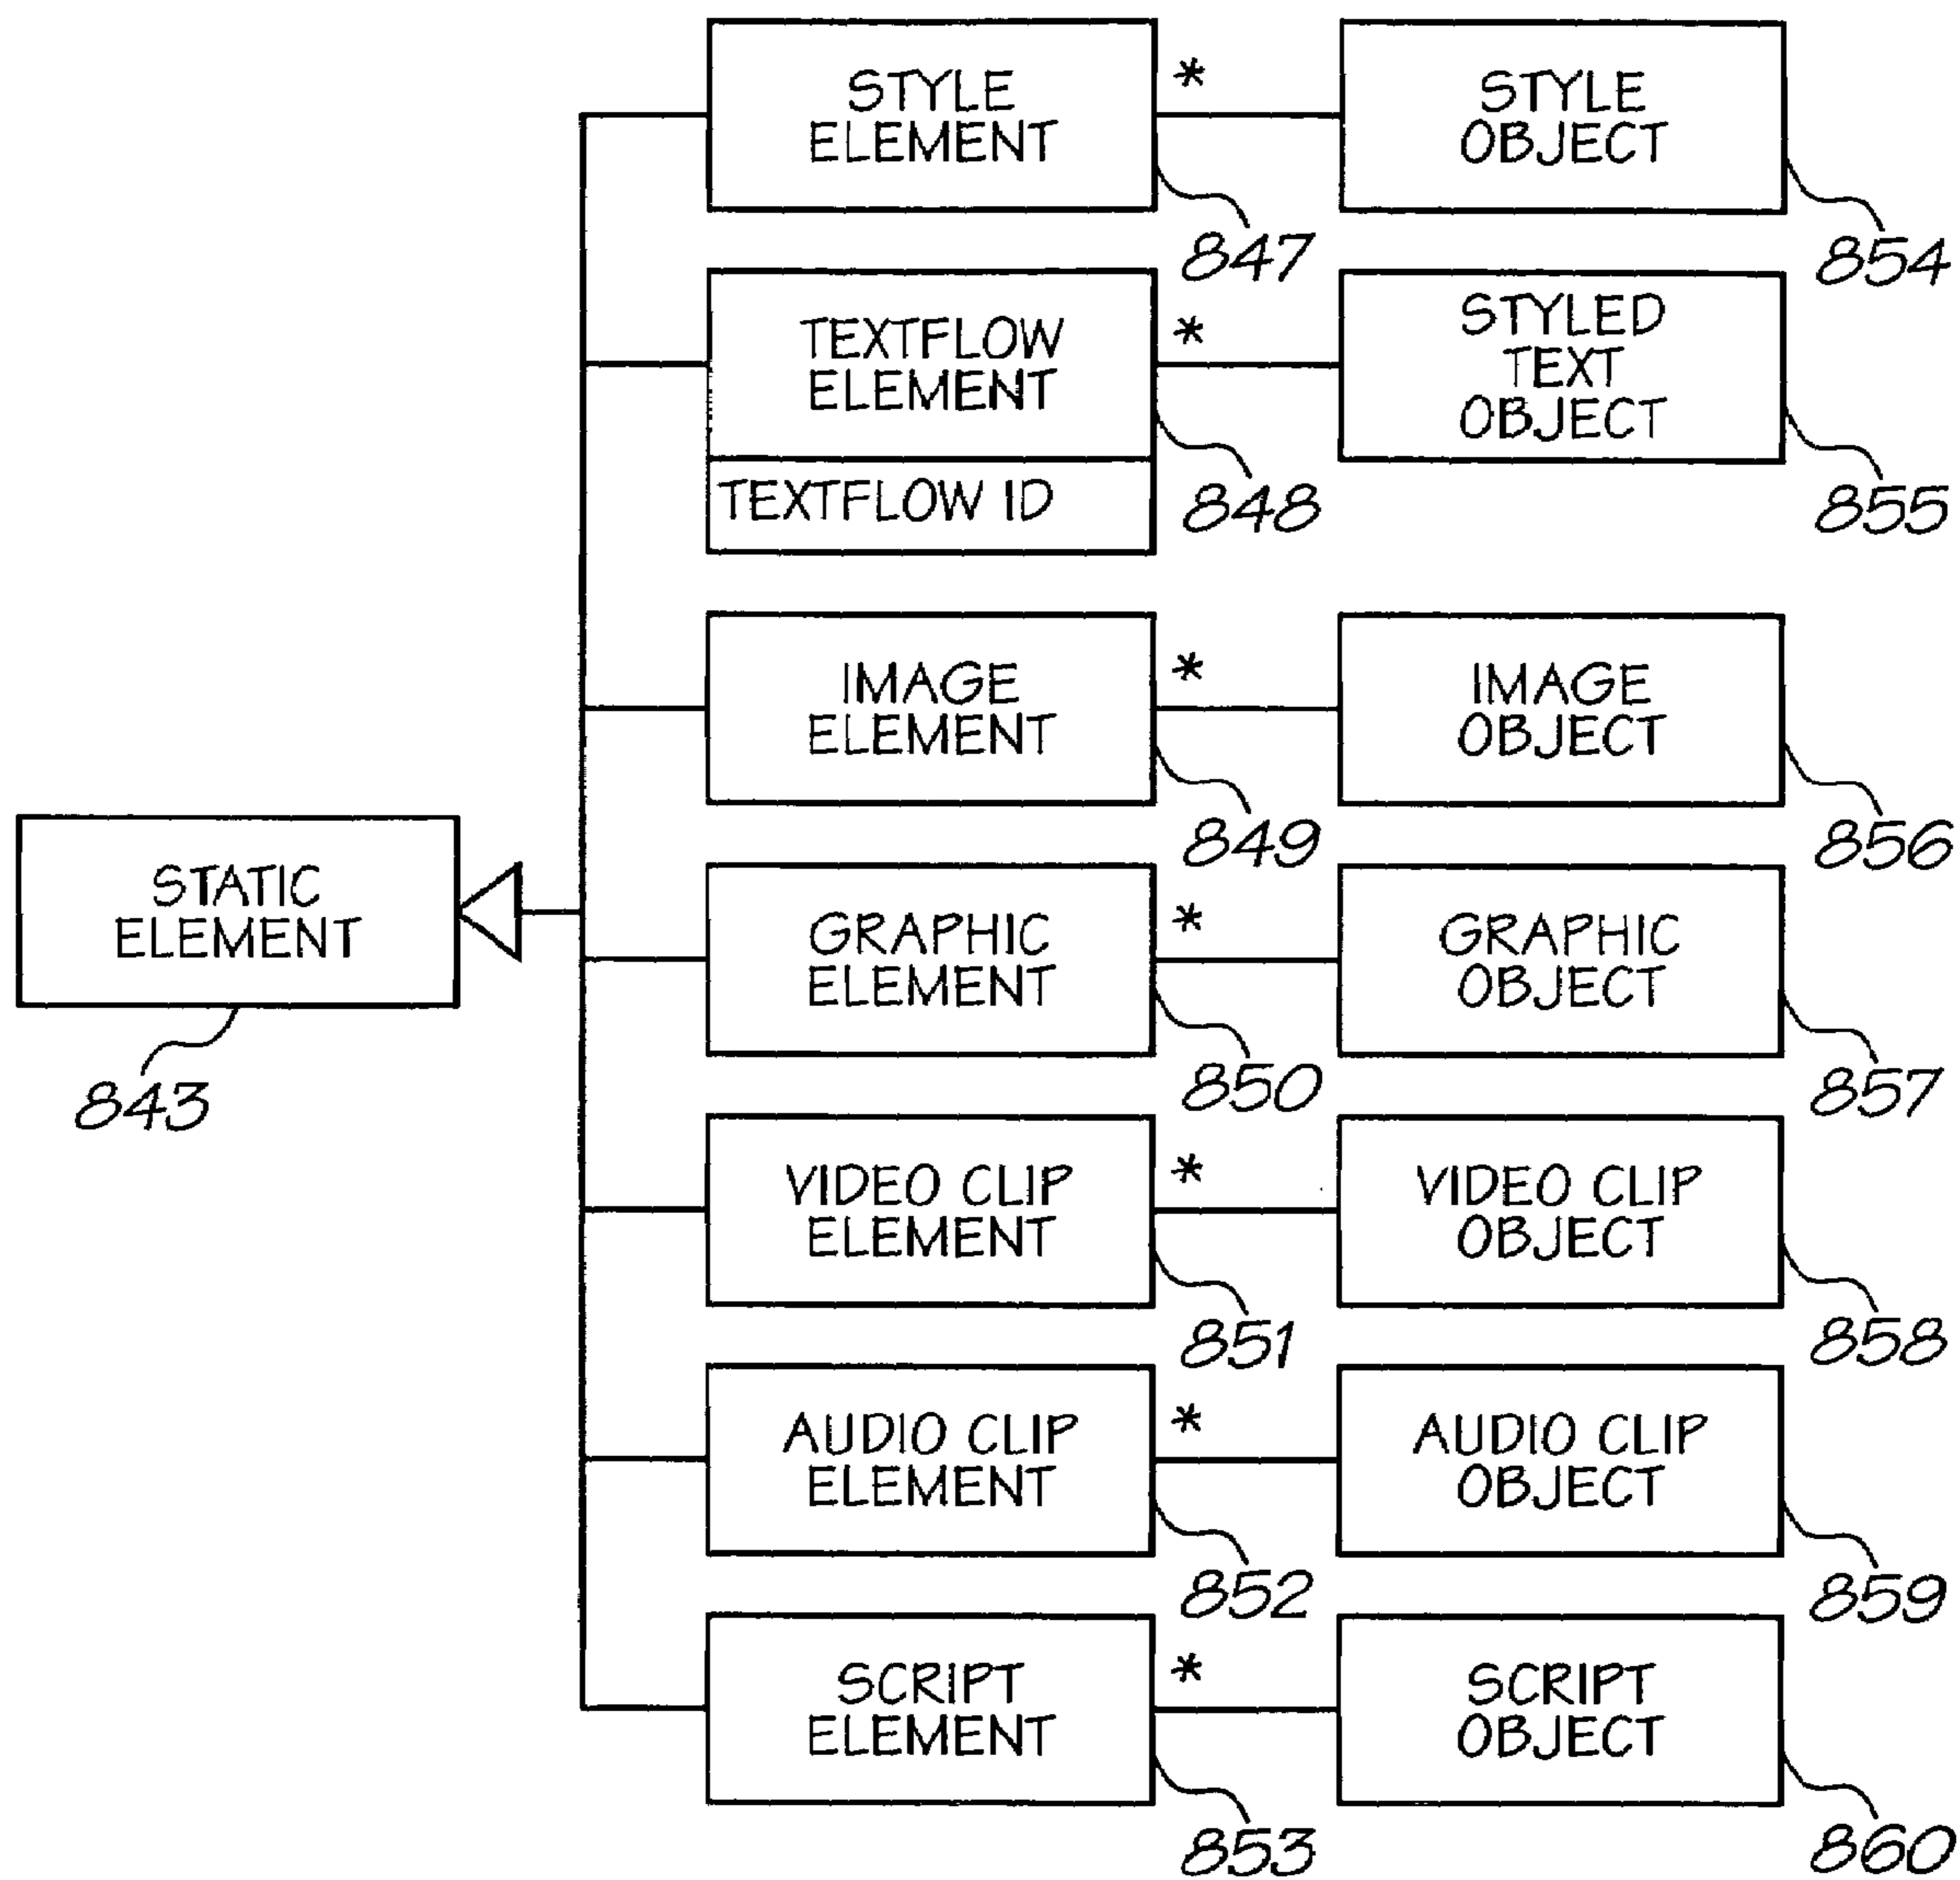 STYLE
ELEMENT
*
STYLE
OBJECT
847
854
TEXTFLOW
ELEMENT
TEXTFLOW ID
*
STYLED
TEXT
OBJECT
848
855
IMAGE
ELEMENT
*
IMAGE
OBJECT
849
856
STATIC
ELEMENT
843
GRAPHIC
ELEMENT
*
GRAPHIC
OBJECT
850
857
VIDEO CLIP
ELEMENT
*
VIDEO CLIP
OBJECT
851
858
AUDIO CLIP
ELEMENT
*
AUDIO CLIP
OBJECT
852
859
SCRIPT
ELEMENT
*
SCRIPT
OBJECT
853
860